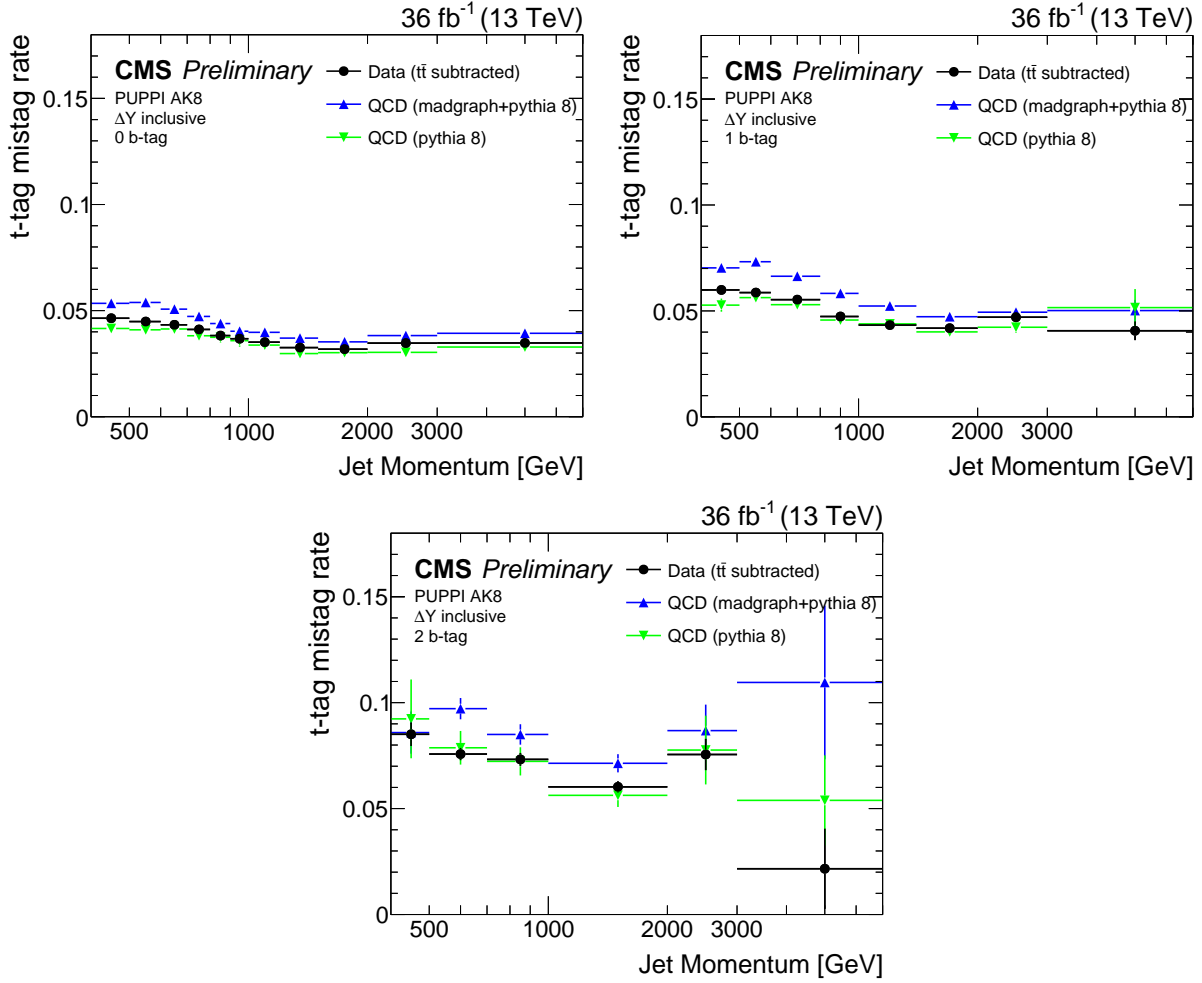 36 fb-1 (13 TeV)
t-tag mistag rate
CMS Preliminary
PUPPI AK8
ΔY inclusive
0 b-tag
Data (tt̄ subtracted)
QCD (madgraph+pythia 8)
QCD (pythia 8)
0.15
0.1
0.05
0
500 1000 2000 3000
Jet Momentum [GeV]
36 fb-1 (13 TeV)
t-tag mistag rate
CMS Preliminary
PUPPI AK8
ΔY inclusive
1 b-tag
Data (tt̄ subtracted)
QCD (madgraph+pythia 8)
QCD (pythia 8)
0.15
0.1
0.05
0
500 1000 2000 3000
Jet Momentum [GeV]
36 fb-1 (13 TeV)
t-tag mistag rate
CMS Preliminary
PUPPI AK8
ΔY inclusive
2 b-tag
Data (tt̄ subtracted)
QCD (madgraph+pythia 8)
QCD (pythia 8)
0.15
0.1
0.05
0
500 1000 2000 3000
Jet Momentum [GeV]